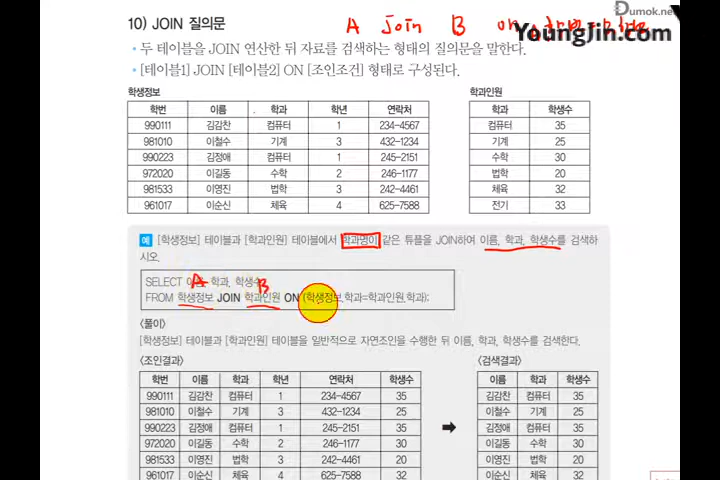 Dumok.ne
10) JOIN 질의문
A Join B on
YoungJin.com
• 두 테이블을 JOIN 연산한 뒤 자료를 검색하는 형태의 질의문을 말한다.
• [테이블1] JOIN [테이블2] ON [조인조건] 형태로 구성된다.
학생정보
학번 이름 학과 학년 연락처
990111 김감찬 컴퓨터 1 234-4567
981010 이철수 기계 3 432-1234
990223 김정애 컴퓨터 1 245-2151
972020 이길동 수학 2 246-1177
981533 이영진 법학 3 242-4461
961017 이순신 체육 4 625-7588
학과인원
학과 학생수
컴퓨터 35
기계 25
수학 30
법학 20
체육 32
전기 33
예 [학생정보] 테이블과 [학과인원] 테이블에서 학과명이 같은 튜플을 JOIN하여 이름, 학과, 학생수를 검색하
시오.
A
B
SELECT 이름, 학과, 학생수
FROM 학생정보 JOIN 학과인원 ON (학생정보.학과=학과인원.학과);
<풀이>
[학생정보] 테이블과 [학과인원] 테이블을 일반적으로 자연조인을 수행한 뒤 이름, 학과, 학생수를 검색한다.
<조인결과>
학번 이름 학과 학년 연락처 학생수
990111 김감찬 컴퓨터 1 234-4567 35
981010 이철수 기계 3 432-1234 25
990223 김정애 컴퓨터 1 245-2151 35
972020 이길동 수학 2 246-1177 30
981533 이영진 법학 3 242-4461 20
961017 이순신 체육 4 625-7588 32
<검색결과>
이름 학과 학생수
김감찬 컴퓨터 35
이철수 기계 25
김정애 컴퓨터 35
이길동 수학 30
이영진 법학 20
이순신 체육 32